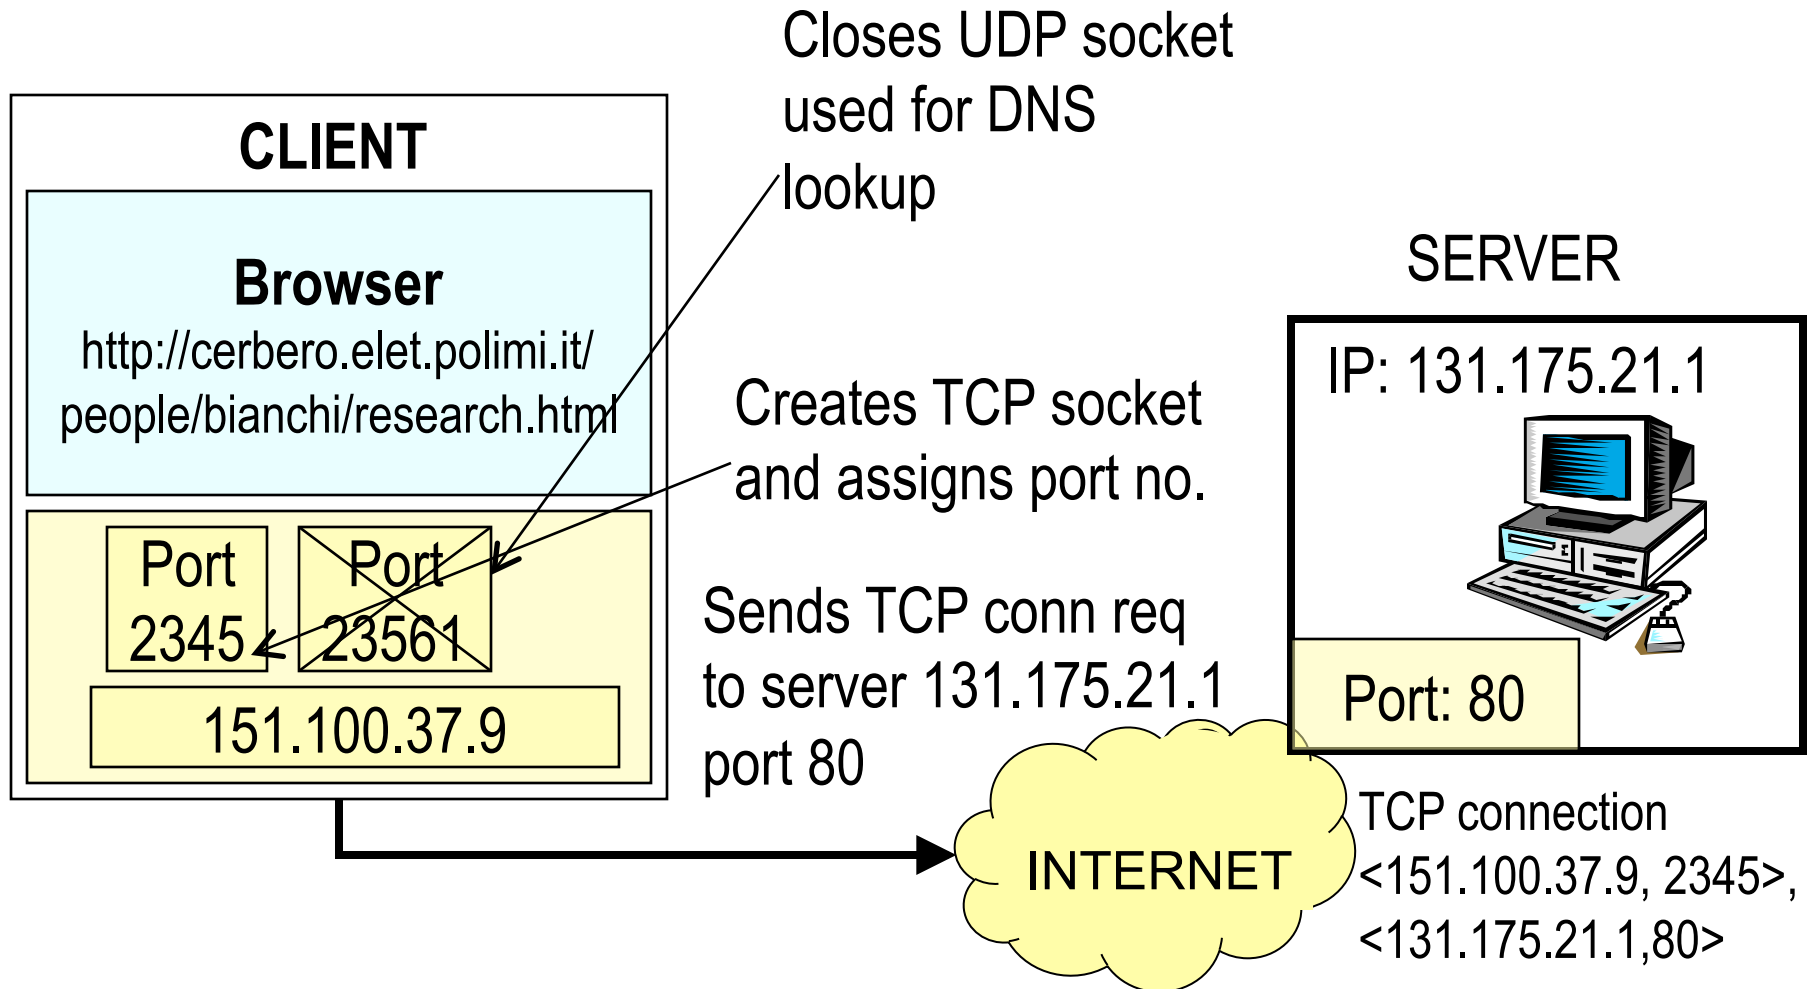 Closes UDP socket
used for DNS
lookup
CLIENT
Browser
http://cerbero.elet.polimi.it/
people/bianchi/research.html
Port
2345
Port
23561
151.100.37.9
Creates TCP socket
and assigns port no.
Sends TCP conn req
to server 131.175.21.1
port 80
SERVER
IP: 131.175.21.1
Port: 80
INTERNET
TCP connection
<151.100.37.9, 2345>,
<131.175.21.1,80>